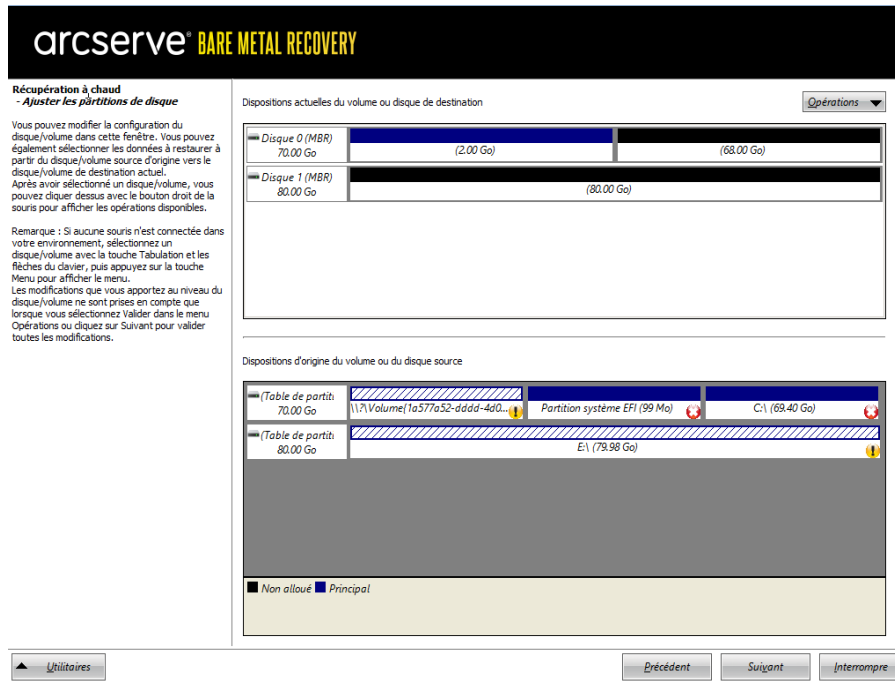 arcserve® BARE METAL RECOVERY
Récupération à chaud
- Ajuster les partitions de disque
Vous pouvez modifier la configuration du
disque/volume dans cette fenêtre. Vous pouvez
également sélectionner les données à restaurer à
partir du disque/volume source d'origine vers le
disque/volume de destination actuel.
Après avoir sélectionné un disque/volume, vous
pouvez cliquer dessus avec le bouton droit de la
souris pour afficher les opérations disponibles.
Remarque : Si aucune souris n'est connectée dans
votre environnement, sélectionnez un
disque/volume avec la touche Tabulation et les
flèches du clavier, puis appuyez sur la touche
Menu pour afficher le menu.
Les modifications que vous apportez au niveau du
disque/volume ne sont prises en compte que
lorsque vous sélectionnez Valider dans le menu
Opérations ou cliquez sur Suivant pour valider
toutes les modifications.
Dispositions actuelles du volume ou disque de destination
Opérations
Disque 0 (MBR)
70.00 Go
(2.00 Go)
(68.00 Go)
Disque 1 (MBR)
80.00 Go
(80.00 Go)
Dispositions d'origine du volume ou du disque source
(Table de partiti
70.00 Go
\\?\Volume{1a577a52-dddd-4d0...
Partition système EFI (99 Mo)
C:\ (69.40 Go)
(Table de partiti
80.00 Go
E:\ (79.98 Go)
Non alloué
Principal
Utilitaires
Précédent
Suivant
Interrompre